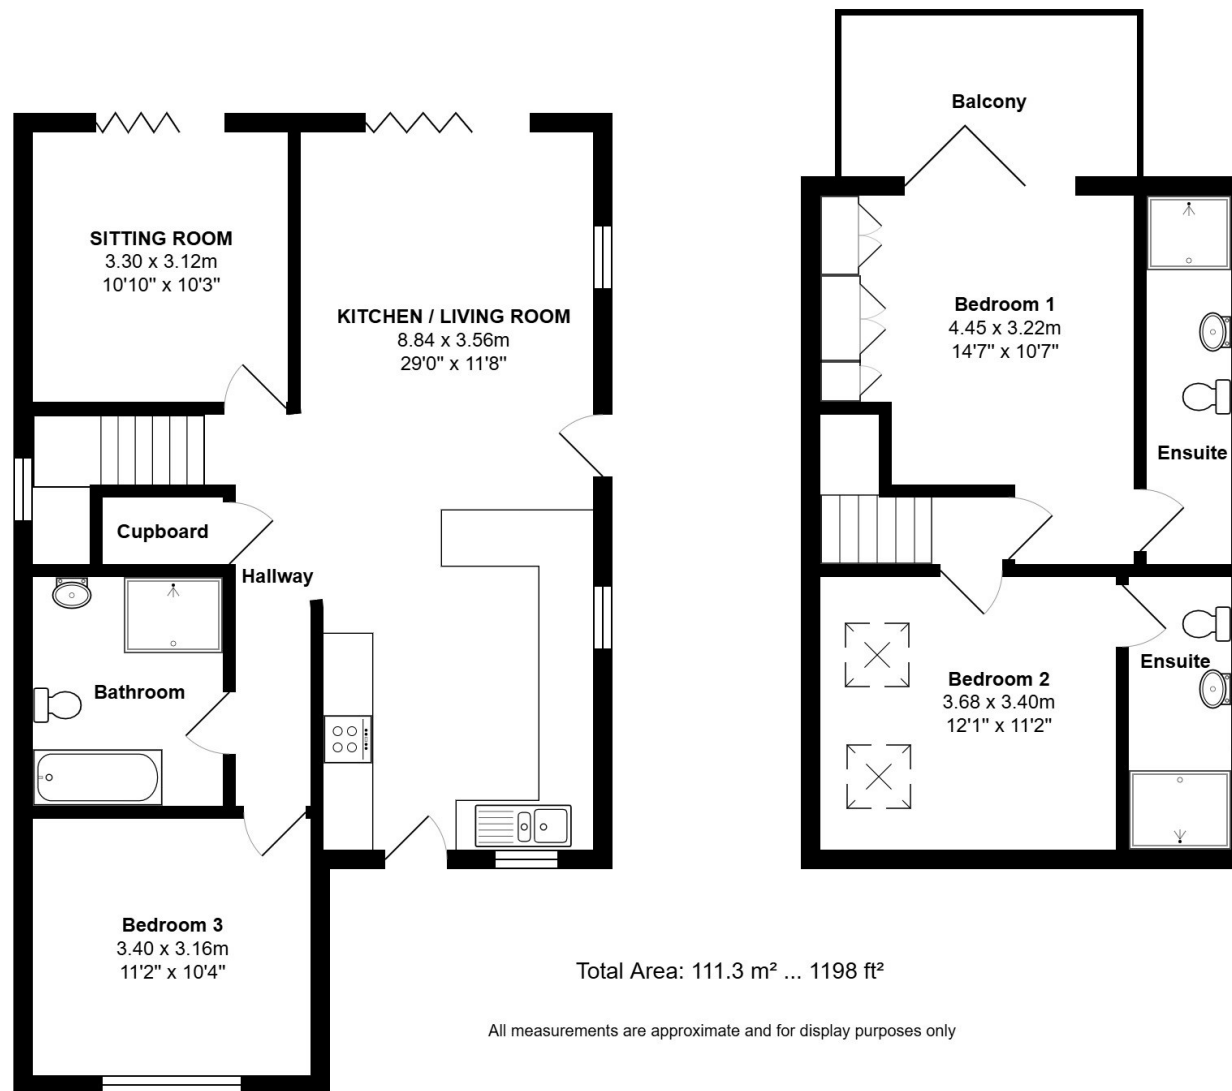 SITTING ROOM
3.30 x 3.12m
10'10" x 10'3"
KITCHEN / LIVING ROOM
8.84 x 3.56m
29'0" x 11'8"
Cupboard
Hallway
Bathroom
Bedroom 3
3.40 x 3.16m
11'2" x 10'4"
Balcony
Bedroom 1
4.45 x 3.22m
14'7" x 10'7"
Ensuite
Bedroom 2
3.68 x 3.40m
12'1" x 11'2"
Ensuite
Total Area: 111.3 m² ... 1198 ft²
All measurements are approximate and for display purposes only